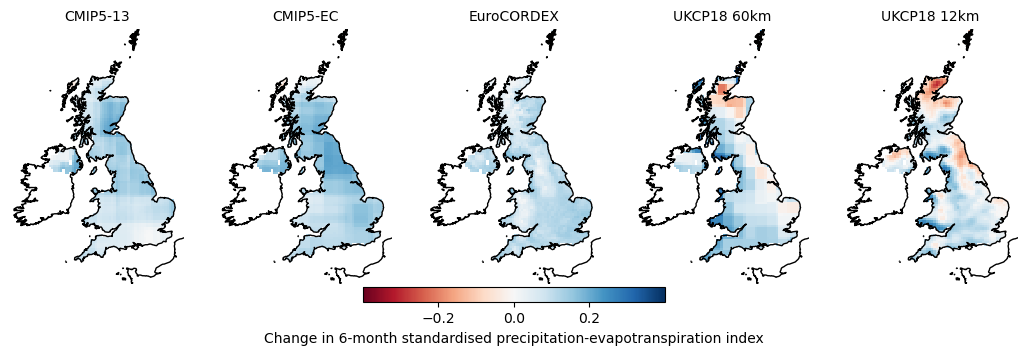 CMIP5-13 CMIP5-EC EuroCORDEX UKCP18 60km UKCP18 12km
−0.2 0.0 0.2
Change in 6-month standardised precipitation-evapotranspiration index